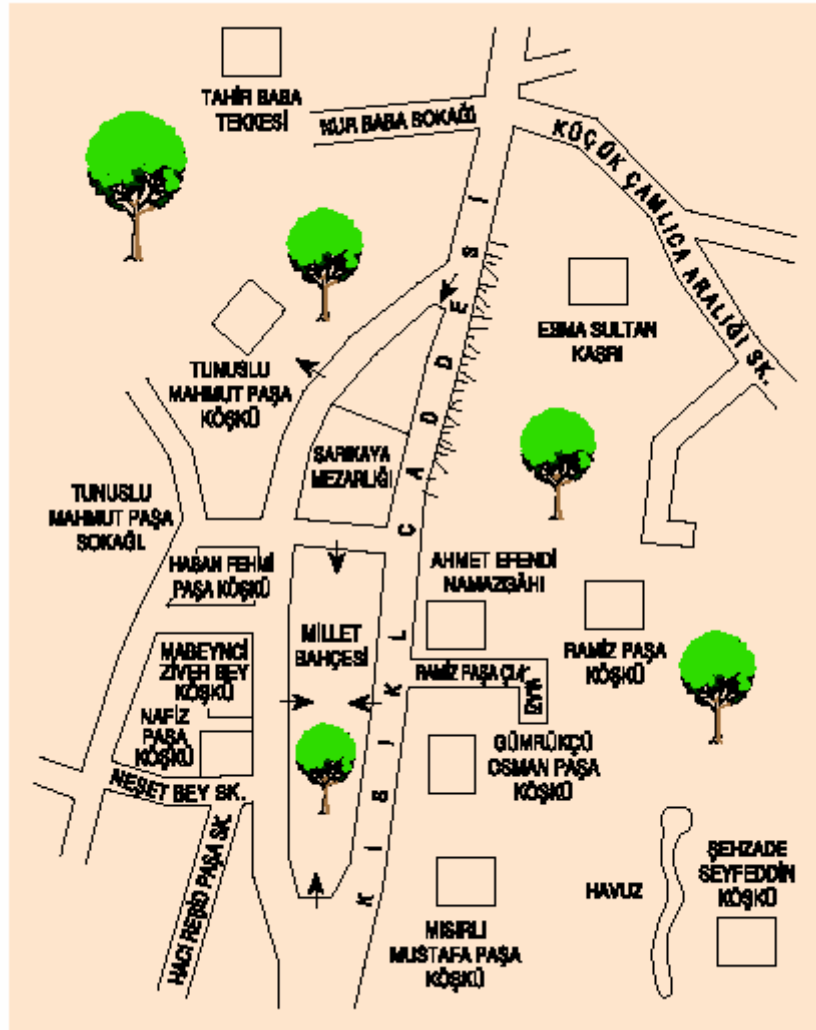 TAHİR BABA
TEKKESİ
NUR BABA SOKAĞI
KÜÇÜK ÇAMLICA ARALIĞI SK.
ESMA SULTAN
KASRI
TUNUSLU
MAHMUT PAŞA
KÖŞKÜ
SARIKAYA
MEZARLIĞI
TUNUSLU
MAHMUT PAŞA
SOKAĞI.
HASAN FEHMİ
PAŞA KÖŞKÜ
AHMET EFENDİ
NAMAZGÂHI
MİLLET
BAHÇESİ
RAMİZ PAŞA
KÖŞKÜ
MABEYNCİ
ZİVER BEY
KÖŞKÜ
RAMİZ PAŞA ÇIKMAZI
NAFİZ
PAŞA
KÖŞKÜ
GÜMRÜKÇÜ
OSMAN PAŞA
KÖŞKÜ
NEŞET BEY SK.
HACI REŞİD PAŞA SK.
KISIKLI CADDESİ
ŞEHZADE
SEYFEDDİN
KÖŞKÜ
HAVUZ
MISIRLI
MUSTAFA PAŞA
KÖŞKÜ